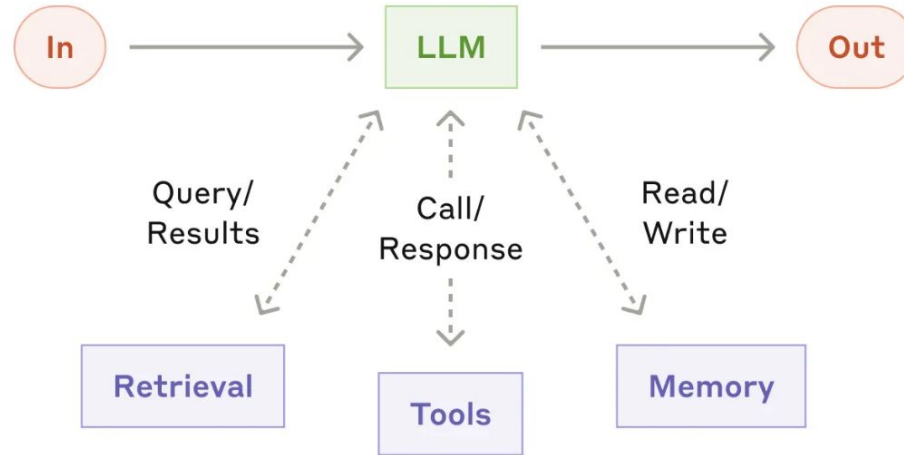 In
LLM
Out
Query/
Results
Call/
Response
Read/
Write
Retrieval
Tools
Memory